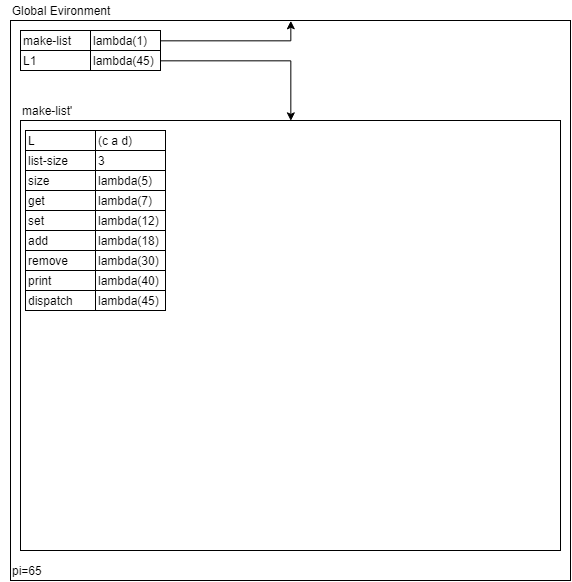 Global Evironment
make-list lambda(1)
L1 lambda(45)
make-list'
L (c a d)
list-size 3
size lambda(5)
get lambda(7)
set lambda(12)
add lambda(18)
remove lambda(30)
print lambda(40)
dispatch lambda(45)
pi=65